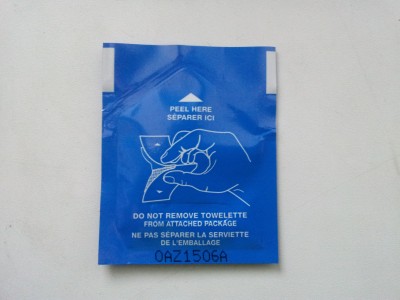 PEEL HERE
SÉPARER ICI
DO NOT REMOVE TOWELETTE
FROM ATTACHED PACKAGE
NE PAS SÉPARER LA SERVIETTE
DE L'EMBALLAGE
OAZ1506A